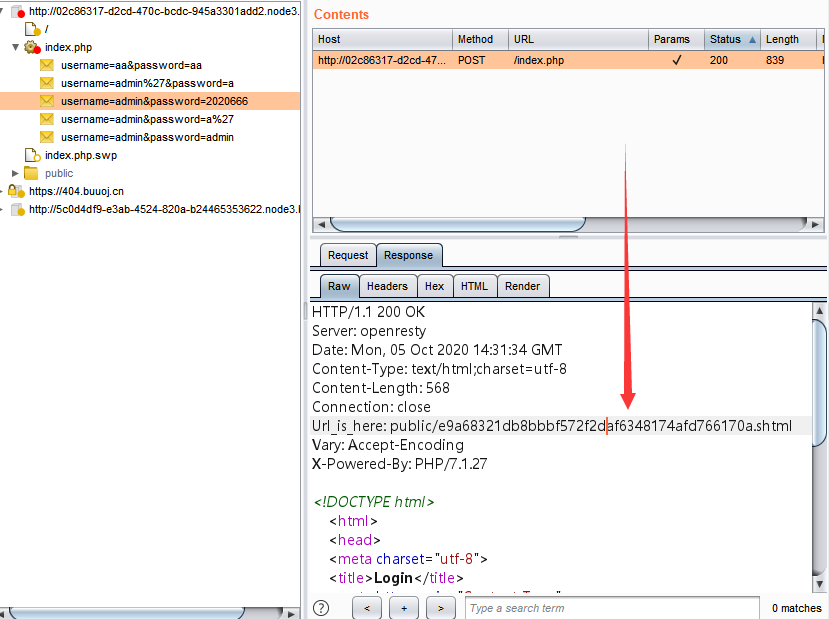 http://02c86317-d2cd-470c-bcdc-945a3301add2.node3.
/
index.php
username=aa&password=aa
username=admin%27&password=a
username=admin&password=2020666
username=admin&password=a%27
username=admin&password=admin
index.php.swp
public
https://404.buuoj.cn
http://5c0d4df9-e3ab-4524-820a-b24465353622.node3.
Contents
Host Method URL Params Status Length
http://02c86317-d2cd-47... POST /index.php ✓ 200 839
Request Response
Raw Headers Hex HTML Render
HTTP/1.1 200 OK
Server: openresty
Date: Mon, 05 Oct 2020 14:31:34 GMT
Content-Type: text/html;charset=utf-8
Content-Length: 568
Connection: close
Url_is_here: public/e9a68321db8bbbf572f2daf6348174afd766170a.shtml
Vary: Accept-Encoding
X-Powered-By: PHP/7.1.27
<!DOCTYPE html>
<html>
<head>
<meta charset="utf-8">
<title>Login</title>
? < + > Type a search term 0 matches